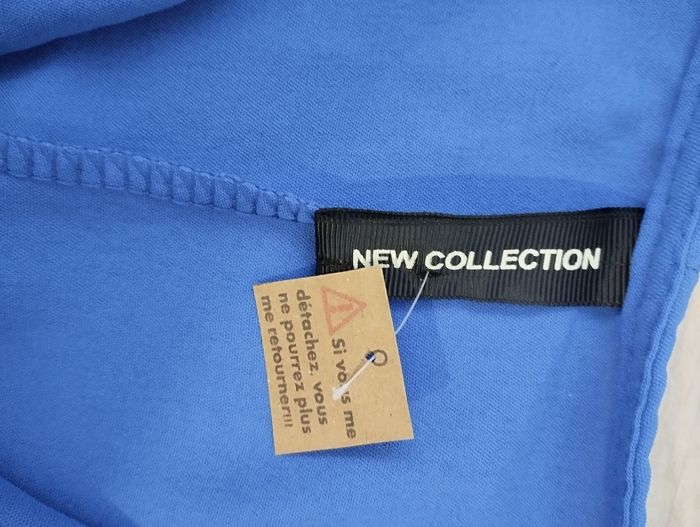 NEW COLLECTION
Si vous me
détachez, vous
ne pourrez plus
me retourner!!!